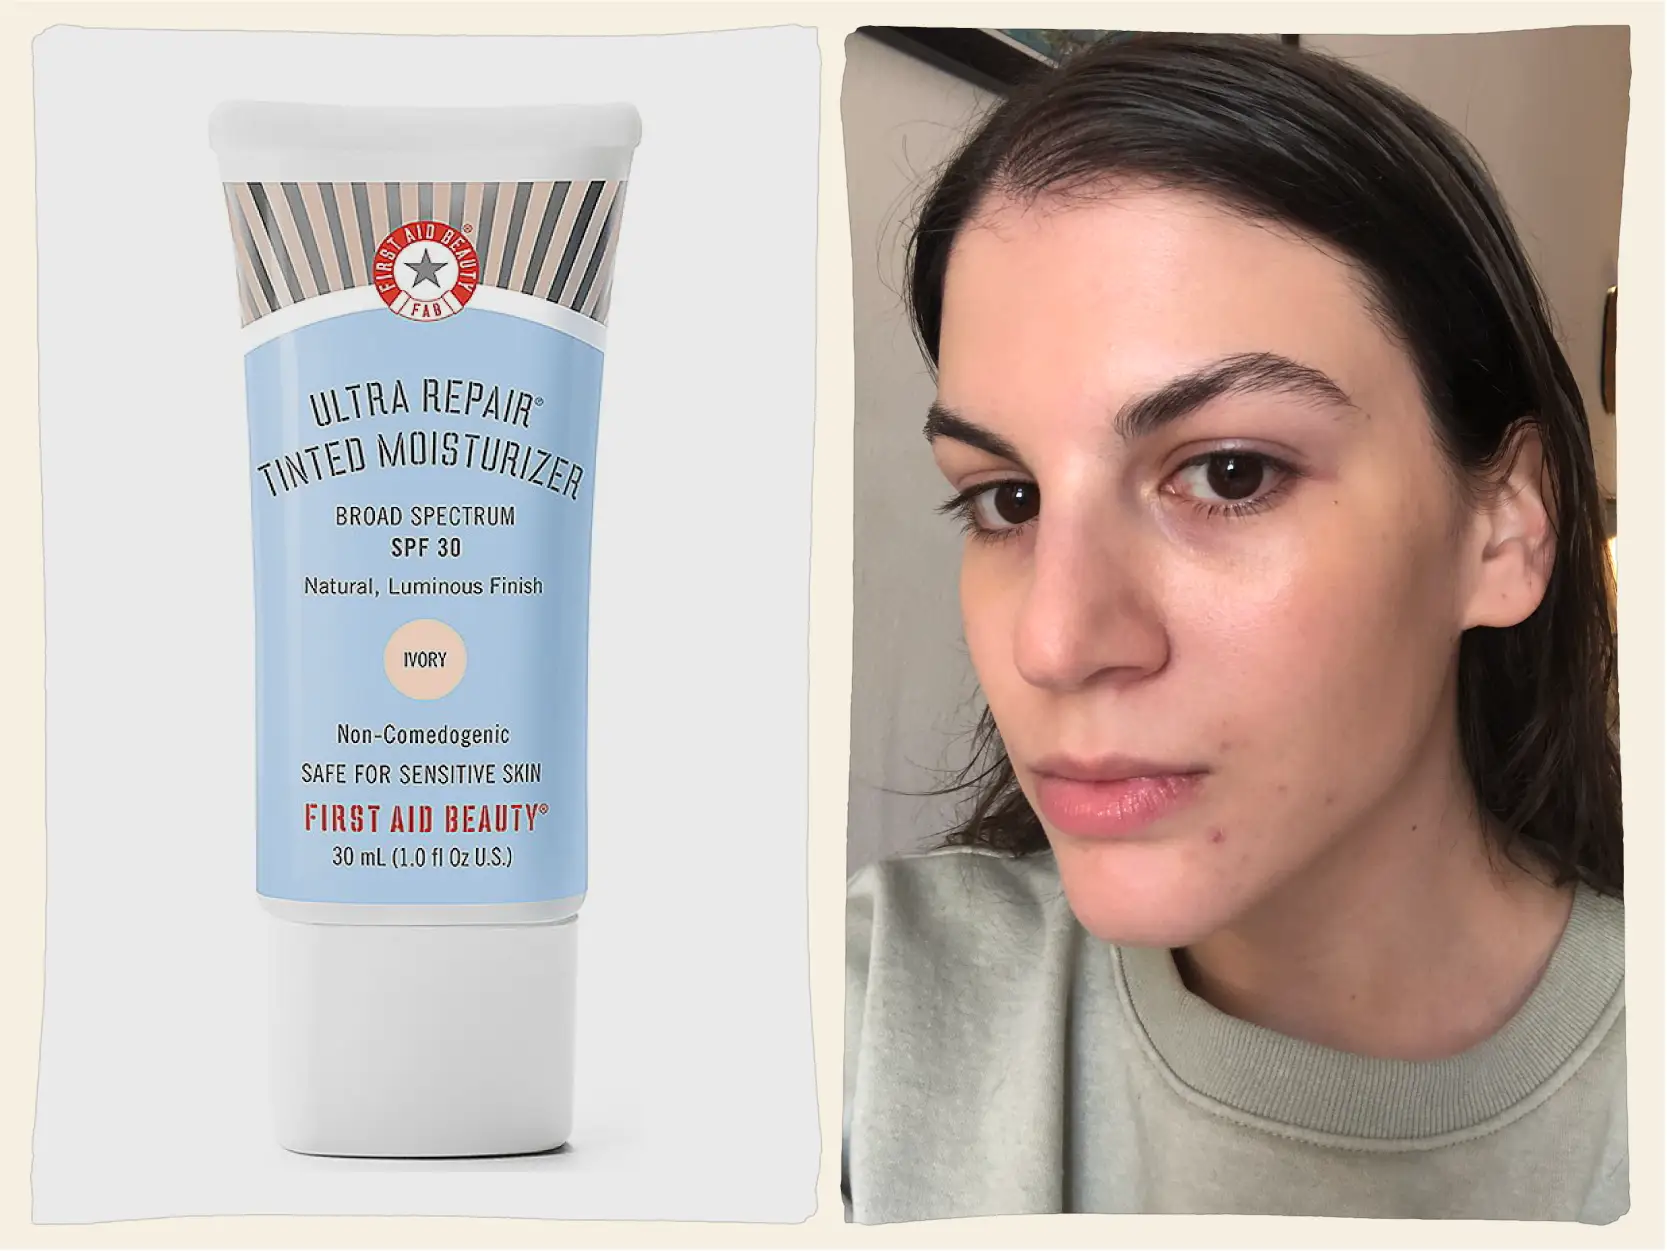 FIRST AID BEAUTY®
FAB
ULTRA REPAIR®
TINTED MOISTURIZER
BROAD SPECTRUM
SPF 30
Natural, Luminous Finish
IVORY
Non-Comedogenic
SAFE FOR SENSITIVE SKIN
FIRST AID BEAUTY®
30 mL (1.0 fl Oz U.S.)